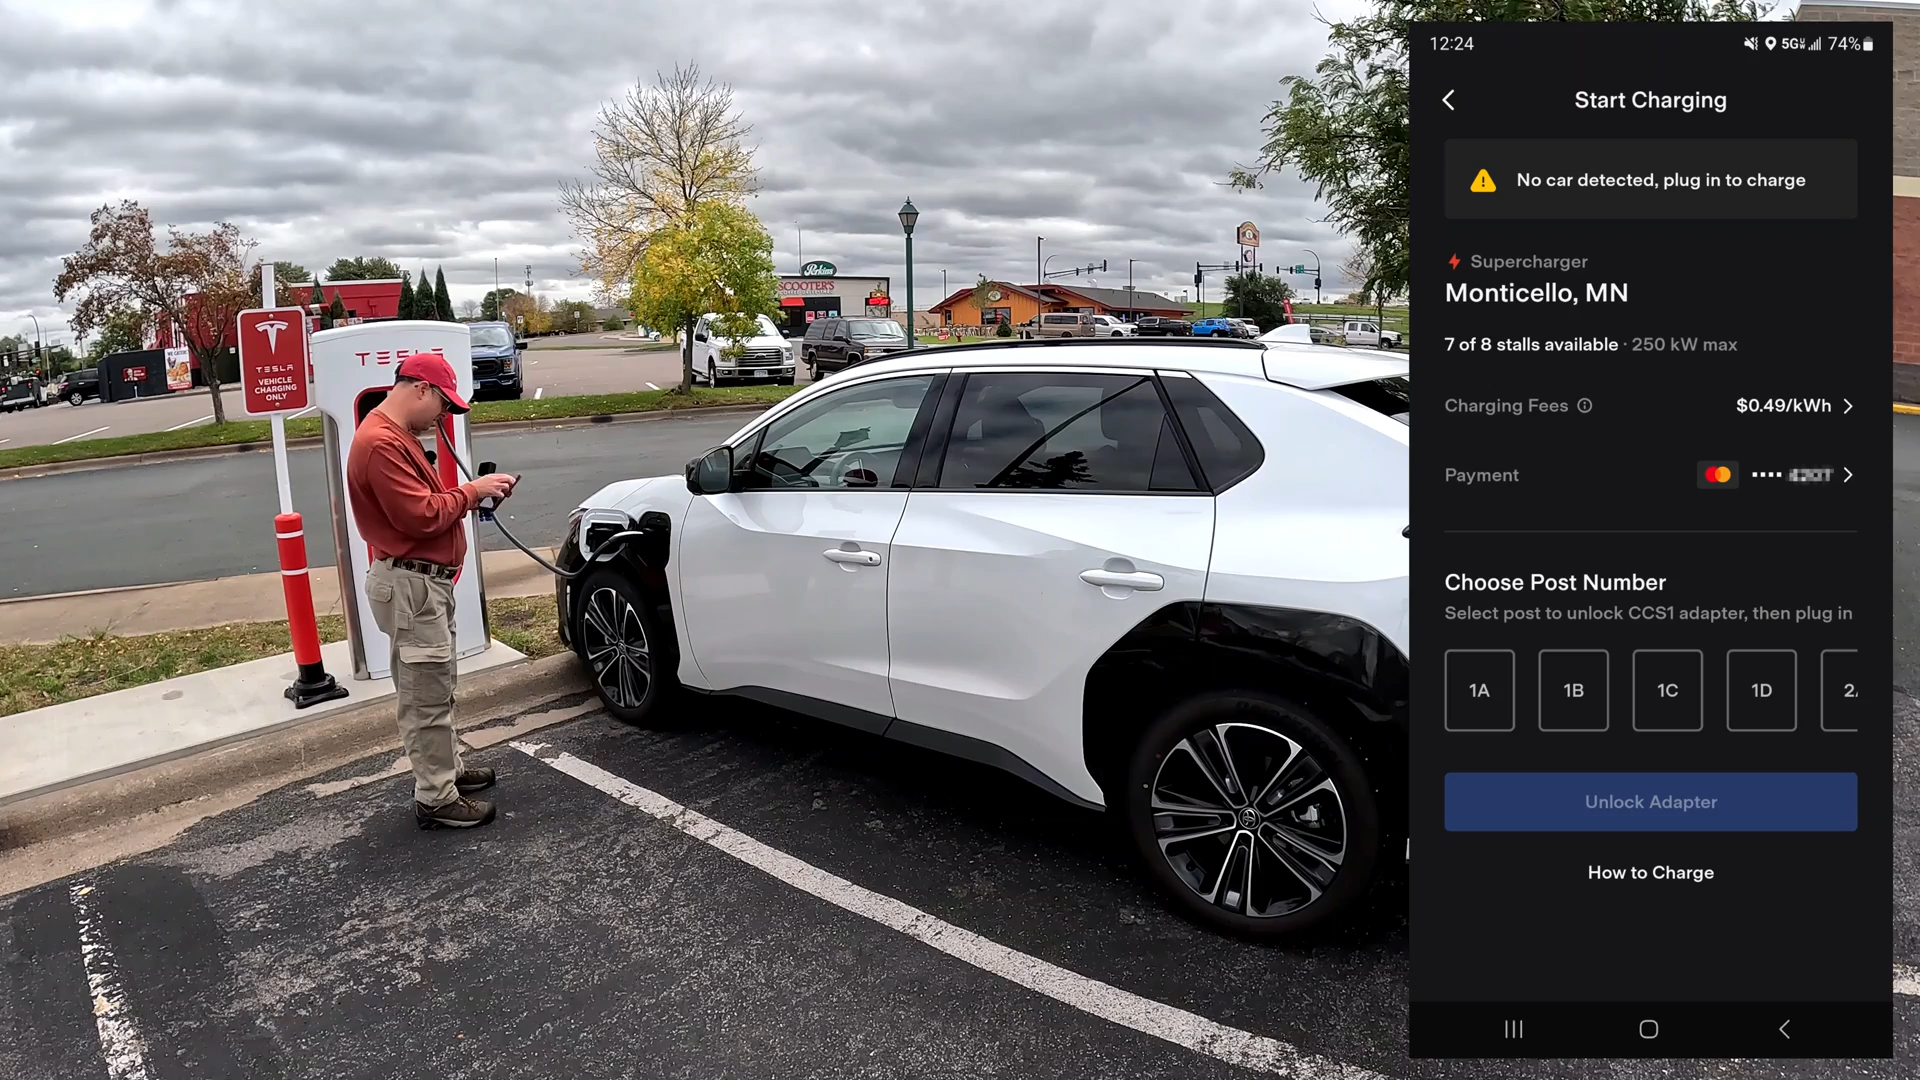 TESLA
VEHICLE
CHARGING
ONLY
TESLA
Perkins
SCOOTER'S
12:24
5G
74%
Start Charging
No car detected, plug in to charge
Supercharger
Monticello, MN
7 of 8 stalls available · 250 kW max
Charging Fees
$0.49/kWh
Payment
••••
Choose Post Number
Select post to unlock CCS1 adapter, then plug in
1A
1B
1C
1D
Unlock Adapter
How to Charge